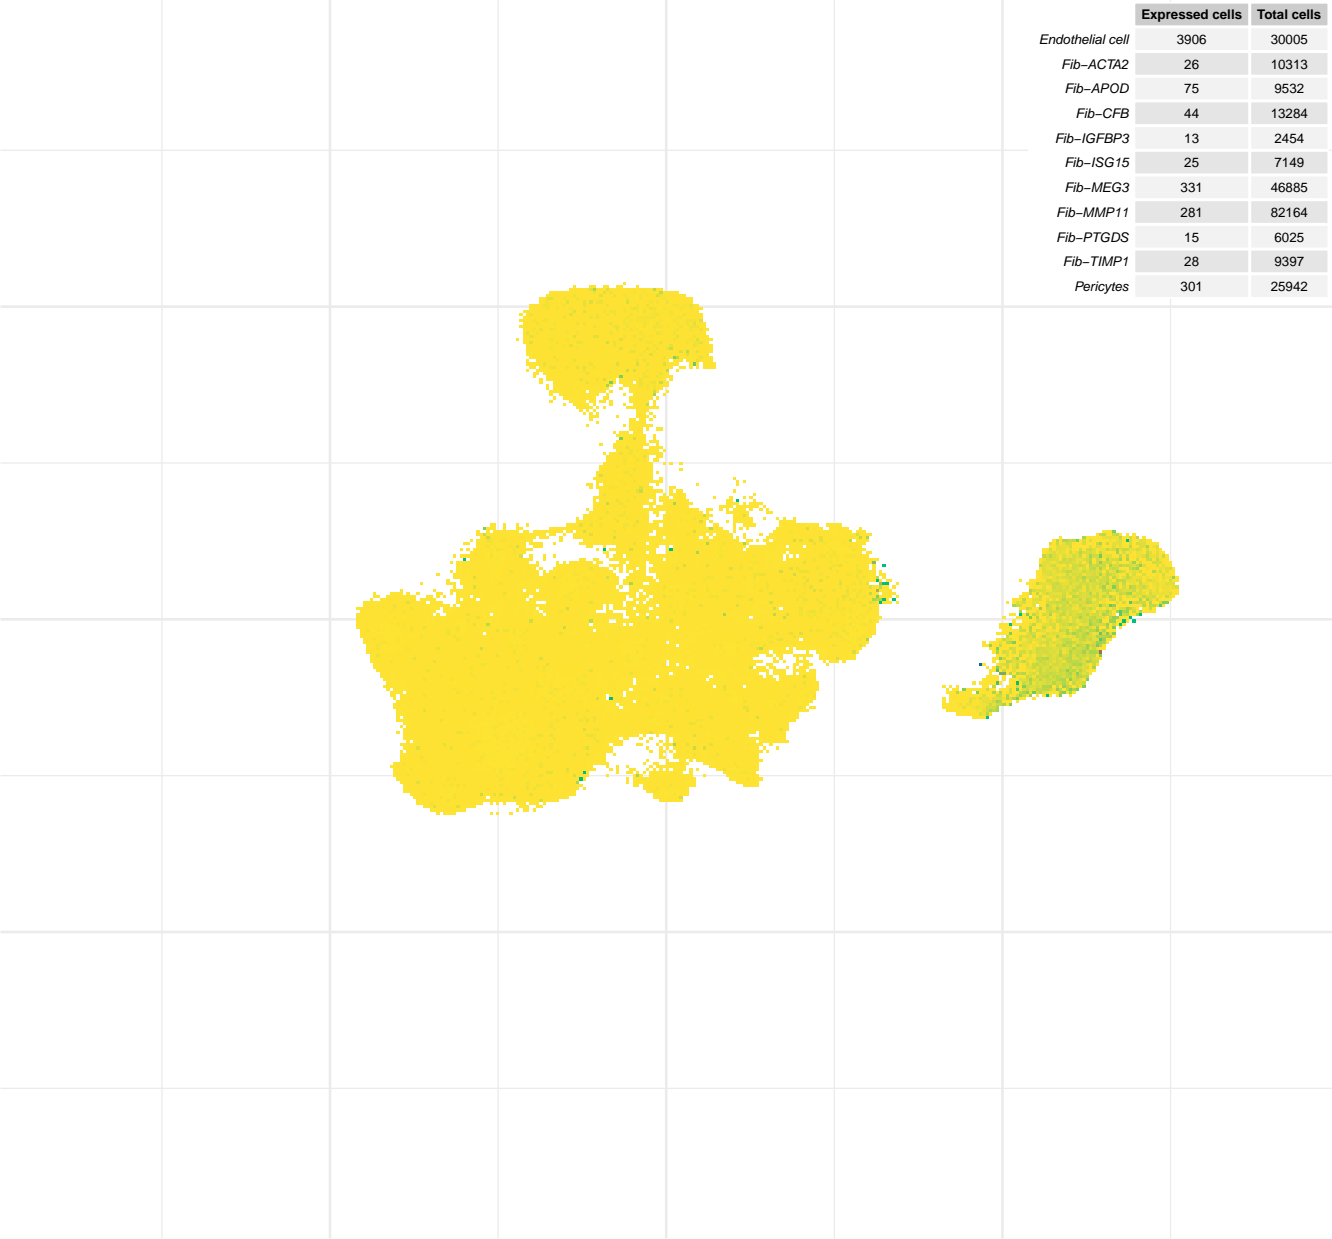 Expressed cells Total cells
Endothelial cell 3906 30005
Fib−ACTA2 26 10313
Fib−APOD 75 9532
Fib−CFB 44 13284
Fib−IGFBP3 13 2454
Fib−ISG15 25 7149
Fib−MEG3 331 46885
Fib−MMP11 281 82164
Fib−PTGDS 15 6025
Fib−TIMP1 28 9397
Pericytes 301 25942